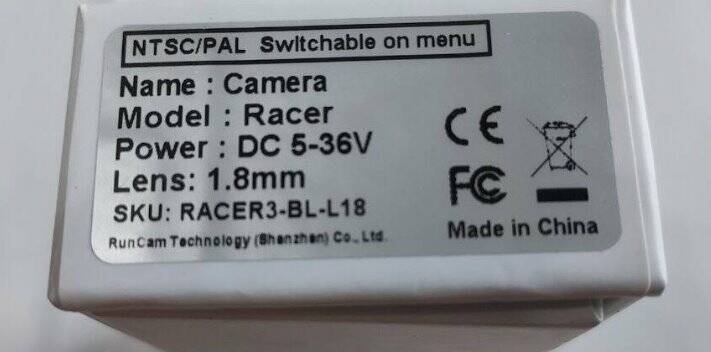 NTSC/PAL Switchable on menu
Name : Camera
Model : Racer
Power : DC 5-36V
Lens: 1.8mm
SKU: RACER3-BL-L18
RunCam Technology (Shenzhen) Co., Ltd.
CE
FC
Made in China